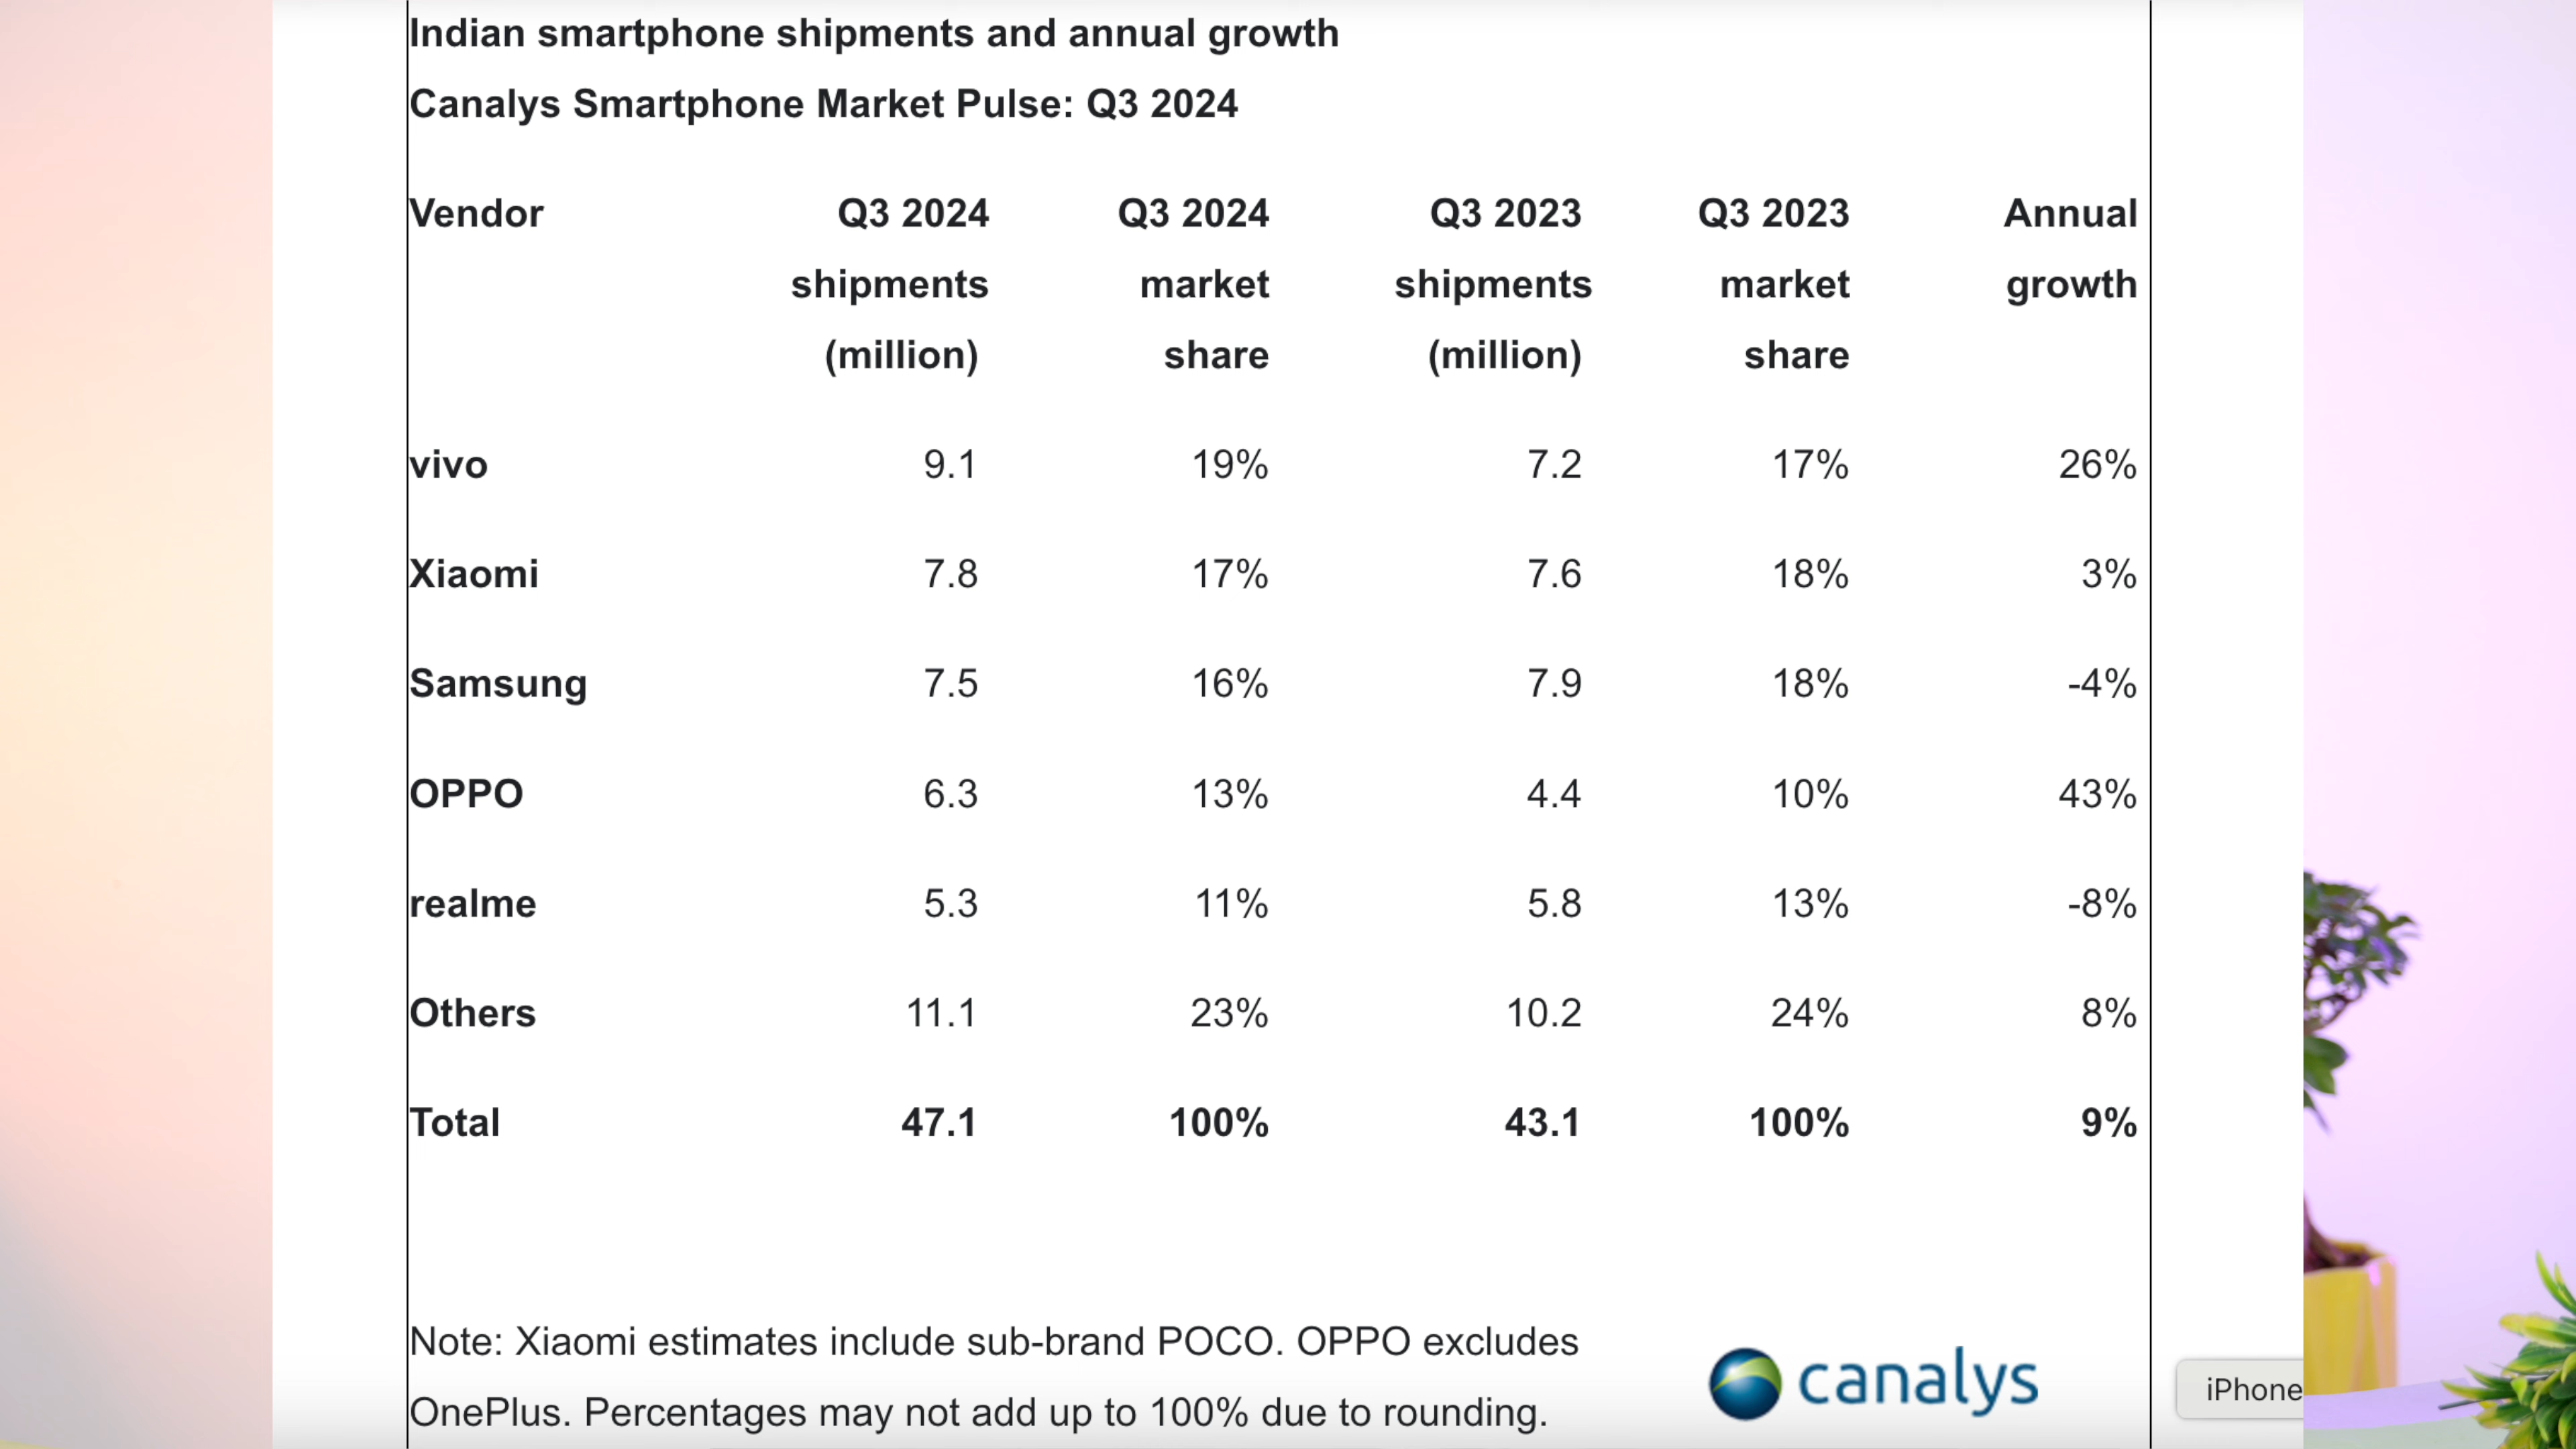 Indian smartphone shipments and annual growth
Canalys Smartphone Market Pulse: Q3 2024
Vendor Q3 2024 Q3 2024 Q3 2023 Q3 2023 Annual
shipments market shipments market growth
(million) share (million) share
vivo 9.1 19% 7.2 17% 26%
Xiaomi 7.8 17% 7.6 18% 3%
Samsung 7.5 16% 7.9 18% -4%
OPPO 6.3 13% 4.4 10% 43%
realme 5.3 11% 5.8 13% -8%
Others 11.1 23% 10.2 24% 8%
Total 47.1 100% 43.1 100% 9%
Note: Xiaomi estimates include sub-brand POCO. OPPO excludes
OnePlus. Percentages may not add up to 100% due to rounding.
canalys
iPhone